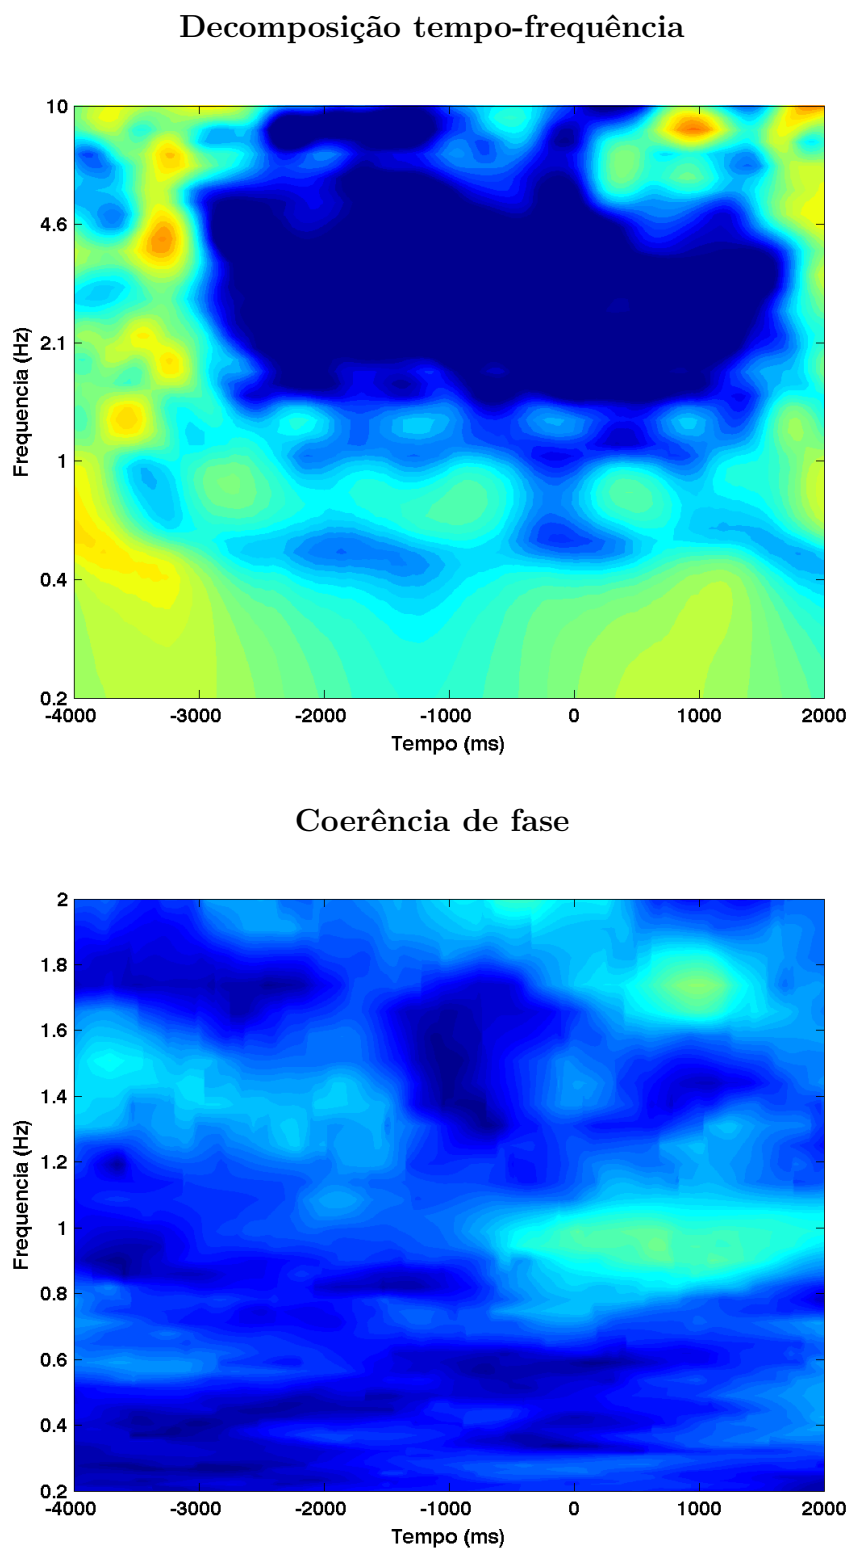 Decomposição tempo-frequência
10
4.6
2.1
1
0.4
0.2
Frequencia (Hz)
-4000 -3000 -2000 -1000 0 1000 2000
Tempo (ms)
Coerência de fase
2
1.8
1.6
1.4
1.2
1
0.8
0.6
0.4
0.2
Frequencia (Hz)
-4000 -3000 -2000 -1000 0 1000 2000
Tempo (ms)